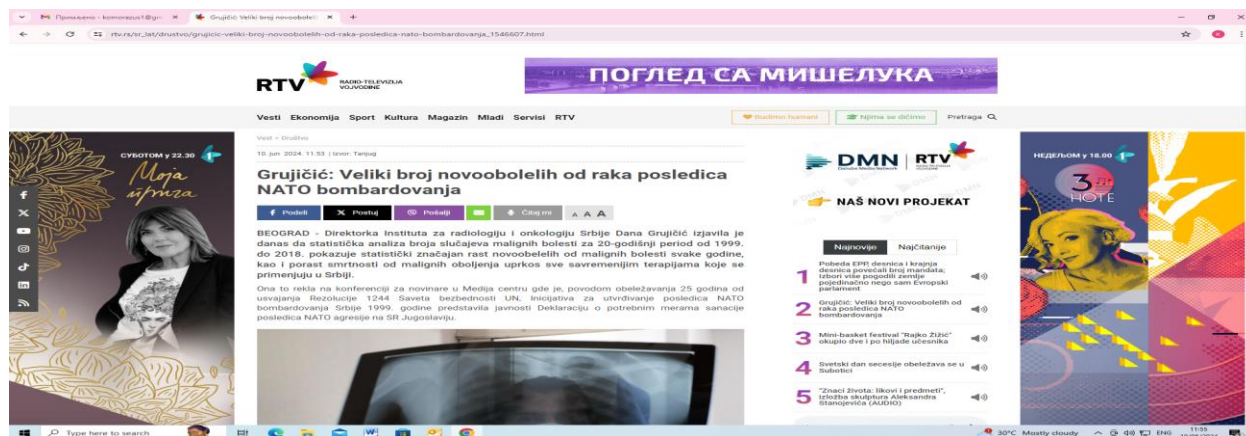 Примљено - komorazus1@gm
Grujičić: Veliki broj novoobolelih
rtv.rs/sr_lat/drustvo/grujicic-veliki-broj-novoobolelih-od-raka-posledica-nato-bombardovanja_1546607.html
RTV
RADIO-TELEVIZIJA
VOJVODINE
ПОГЛЕД СА МИШЕЛУКА
Vesti Ekonomija Sport Kultura Magazin Mladi Servisi RTV
Budimo humani
Njima se dičimo
Pretraga
СУБОТОМ у 22.30
Моја
Vesti > Društvo
10. jun 2024. 11.53 | Izvor: Tanjug
Grujičić: Veliki broj novoobolelih od raka posledica
NATO bombardovanja
Podeli
Postuj
Pošalji
Čitaj mi
A A A
BEOGRAD - Direktorka Instituta za radiologiju i onkologiju Srbije Dana Grujičić izjavila je
danas da statistička analiza broja slučajeva malignih bolesti za 20-godišnji period od 1999.
do 2018. pokazuje statistički značajan rast novoobelelih od malignih bolesti svake godine,
kao i porast smrtnosti od malignih oboljenja uprkos sve savremenijim terapijama koje se
primenjuju u Srbiji.
Ona to rekla na konferenciji za novinare u Medija centru gde je, povodom obeležavanja 25 godina od
usvajanja Rezolucije 1244 Saveta bezbednosti UN, Inicijativa za utvrđivanje posledica NATO
bombardovanja Srbije 1999. godine predstavila javnosti Deklaraciju o potrebnim merama sanacije
posledica NATO agresije na SR Jugoslaviju.
DMN
Danube Media Network
RTV
NAŠ NOVI PROJEKAT
Najnovije
Najčitanije
1 Pobeda EPP, desnica i krajnja
desnica povećali broj mandata;
Izbori više pogodili zemlje
pojedinačno nego sam Evropski
parlament
2 Grujičić: Veliki broj novoobolelih od
raka posledica NATO
bombardovanja
3 Mini-basket festival "Rajko Žižić"
okupio dve i po hiljade učesnika
4 Svetski dan secesije obeležava se u
Subotici
5 "Znaci života: likovi i predmeti",
izložba skulptura Aleksandra
Stanojevića (AUDIO)
НЕДЕЉОМ у 18.00
3
НОТЕ
Type here to search
30°C Mostly cloudy
ENG
11:55